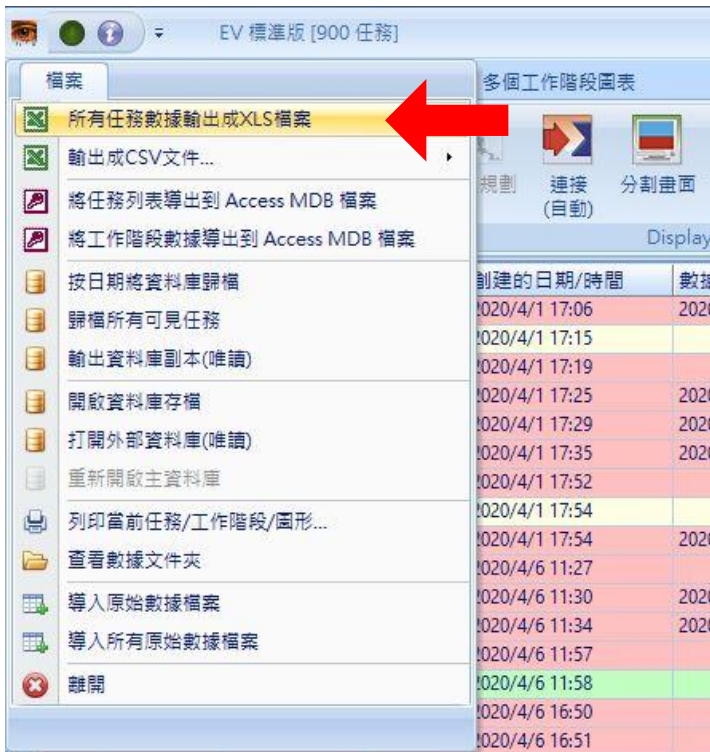 EV 標準版 [900 任務]
檔案
多個工作階段圖表
所有任務數據輸出成XLS檔案
輸出成CSV文件...
將任務列表導出到 Access MDB 檔案
將工作階段數據導出到 Access MDB 檔案
按日期將資料庫歸檔
歸檔所有可見任務
輸出資料庫副本(唯讀)
開啟資料庫存檔
打開外部資料庫(唯讀)
重新開啟主資料庫
列印當前任務/工作階段/圖形...
查看數據文件夾
導入原始數據檔案
導入所有原始數據檔案
離開
規劃
連接
(自動)
分割畫面
Display
創建的日期/時間 數據
2020/4/1 17:06 202
2020/4/1 17:15
2020/4/1 17:19
2020/4/1 17:25 202
2020/4/1 17:29 202
2020/4/1 17:35 202
2020/4/1 17:52
2020/4/1 17:54
2020/4/1 17:54 202
2020/4/6 11:27
2020/4/6 11:30 202
2020/4/6 11:34 202
2020/4/6 11:57
2020/4/6 11:58
2020/4/6 16:50
2020/4/6 16:51